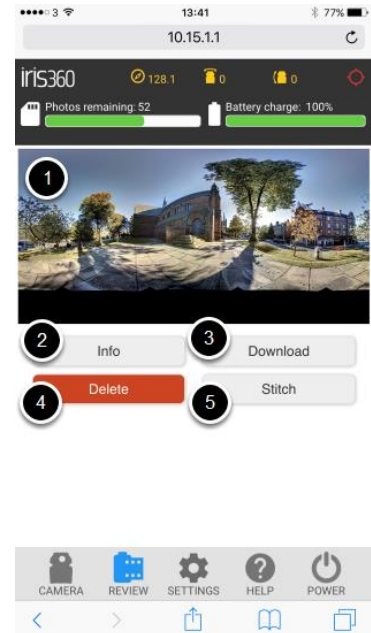 3 13:41 77%
10.15.1.1
iris360 128.1 0 0
Photos remaining: 52 Battery charge: 100%
1
2 Info 3 Download
4 Delete 5 Stitch
CAMERA REVIEW SETTINGS HELP POWER